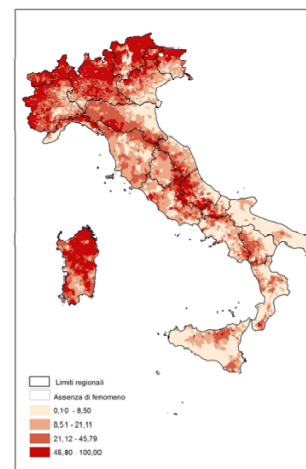 Limiti regionali
Assenza di fenomeno
0,10 - 8,50
8,51 - 21,11
21,12 - 45,79
45,80 - 100,00